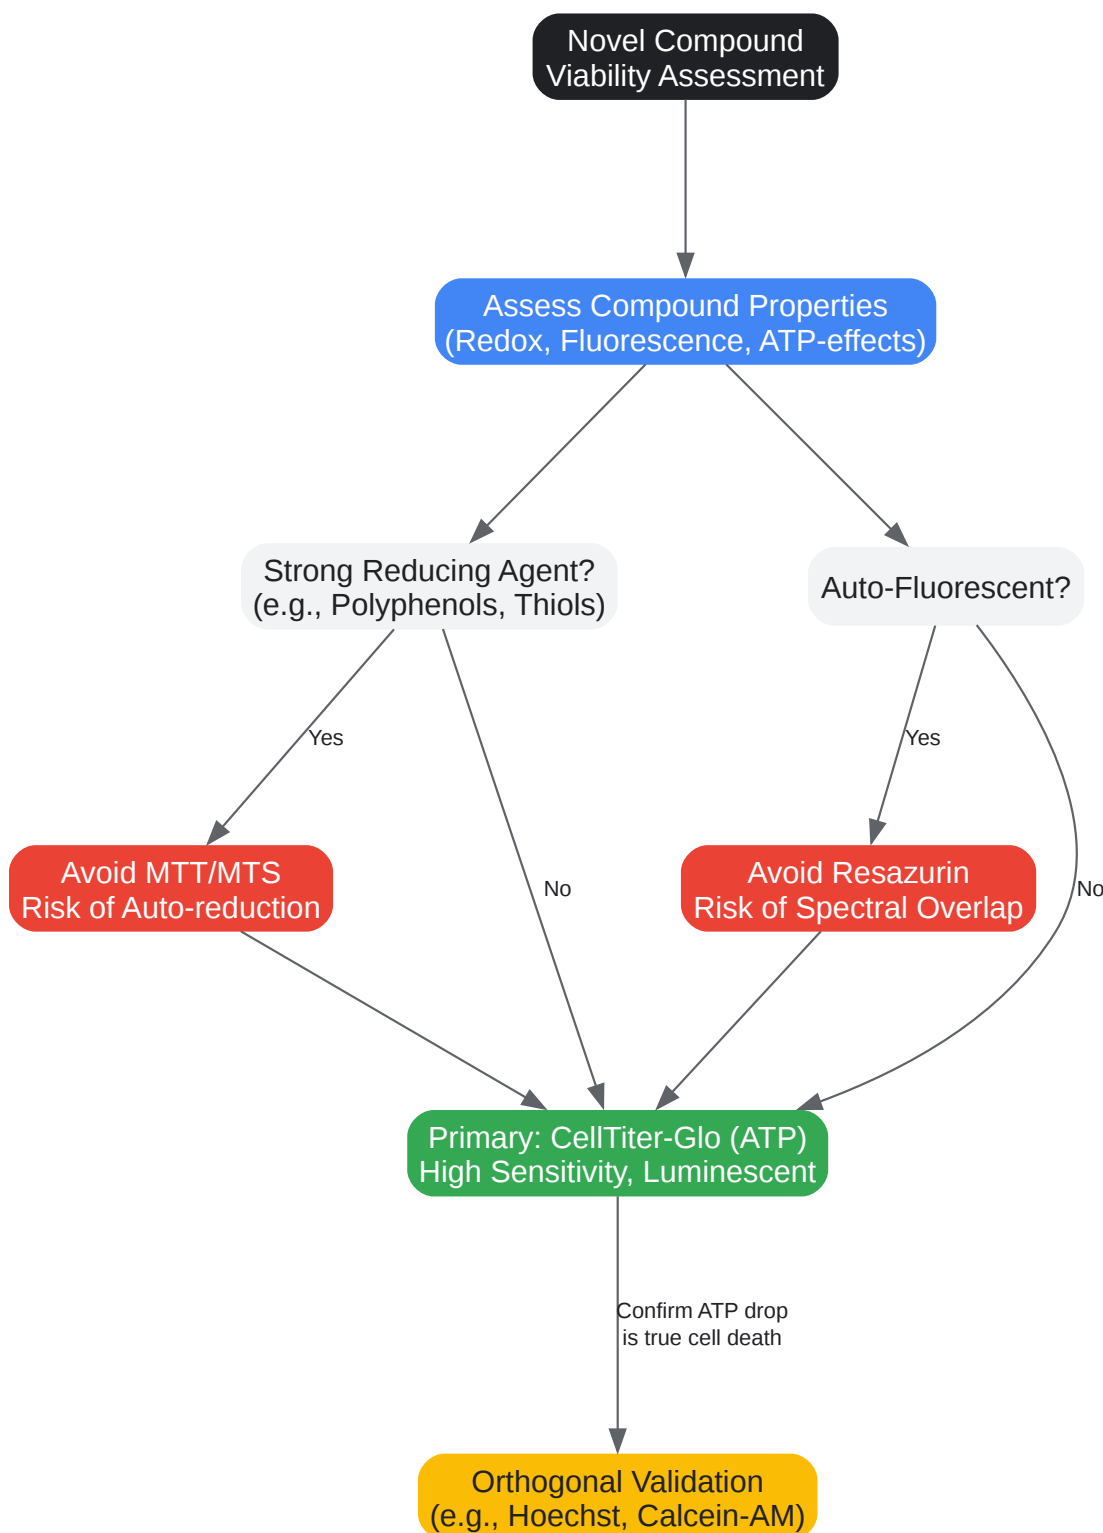 Novel Compound
Viability Assessment
Assess Compound Properties
(Redox, Fluorescence, ATP-effects)
Strong Reducing Agent?
(e.g., Polyphenols, Thiols)
Auto-Fluorescent?
Yes
Yes
Avoid MTT/MTS
Risk of Auto-reduction
No
Avoid Resazurin
Risk of Spectral Overlap
No
Primary: CellTiter-Glo (ATP)
High Sensitivity, Luminescent
Confirm ATP drop
is true cell death
Orthogonal Validation
(e.g., Hoechst, Calcein-AM)